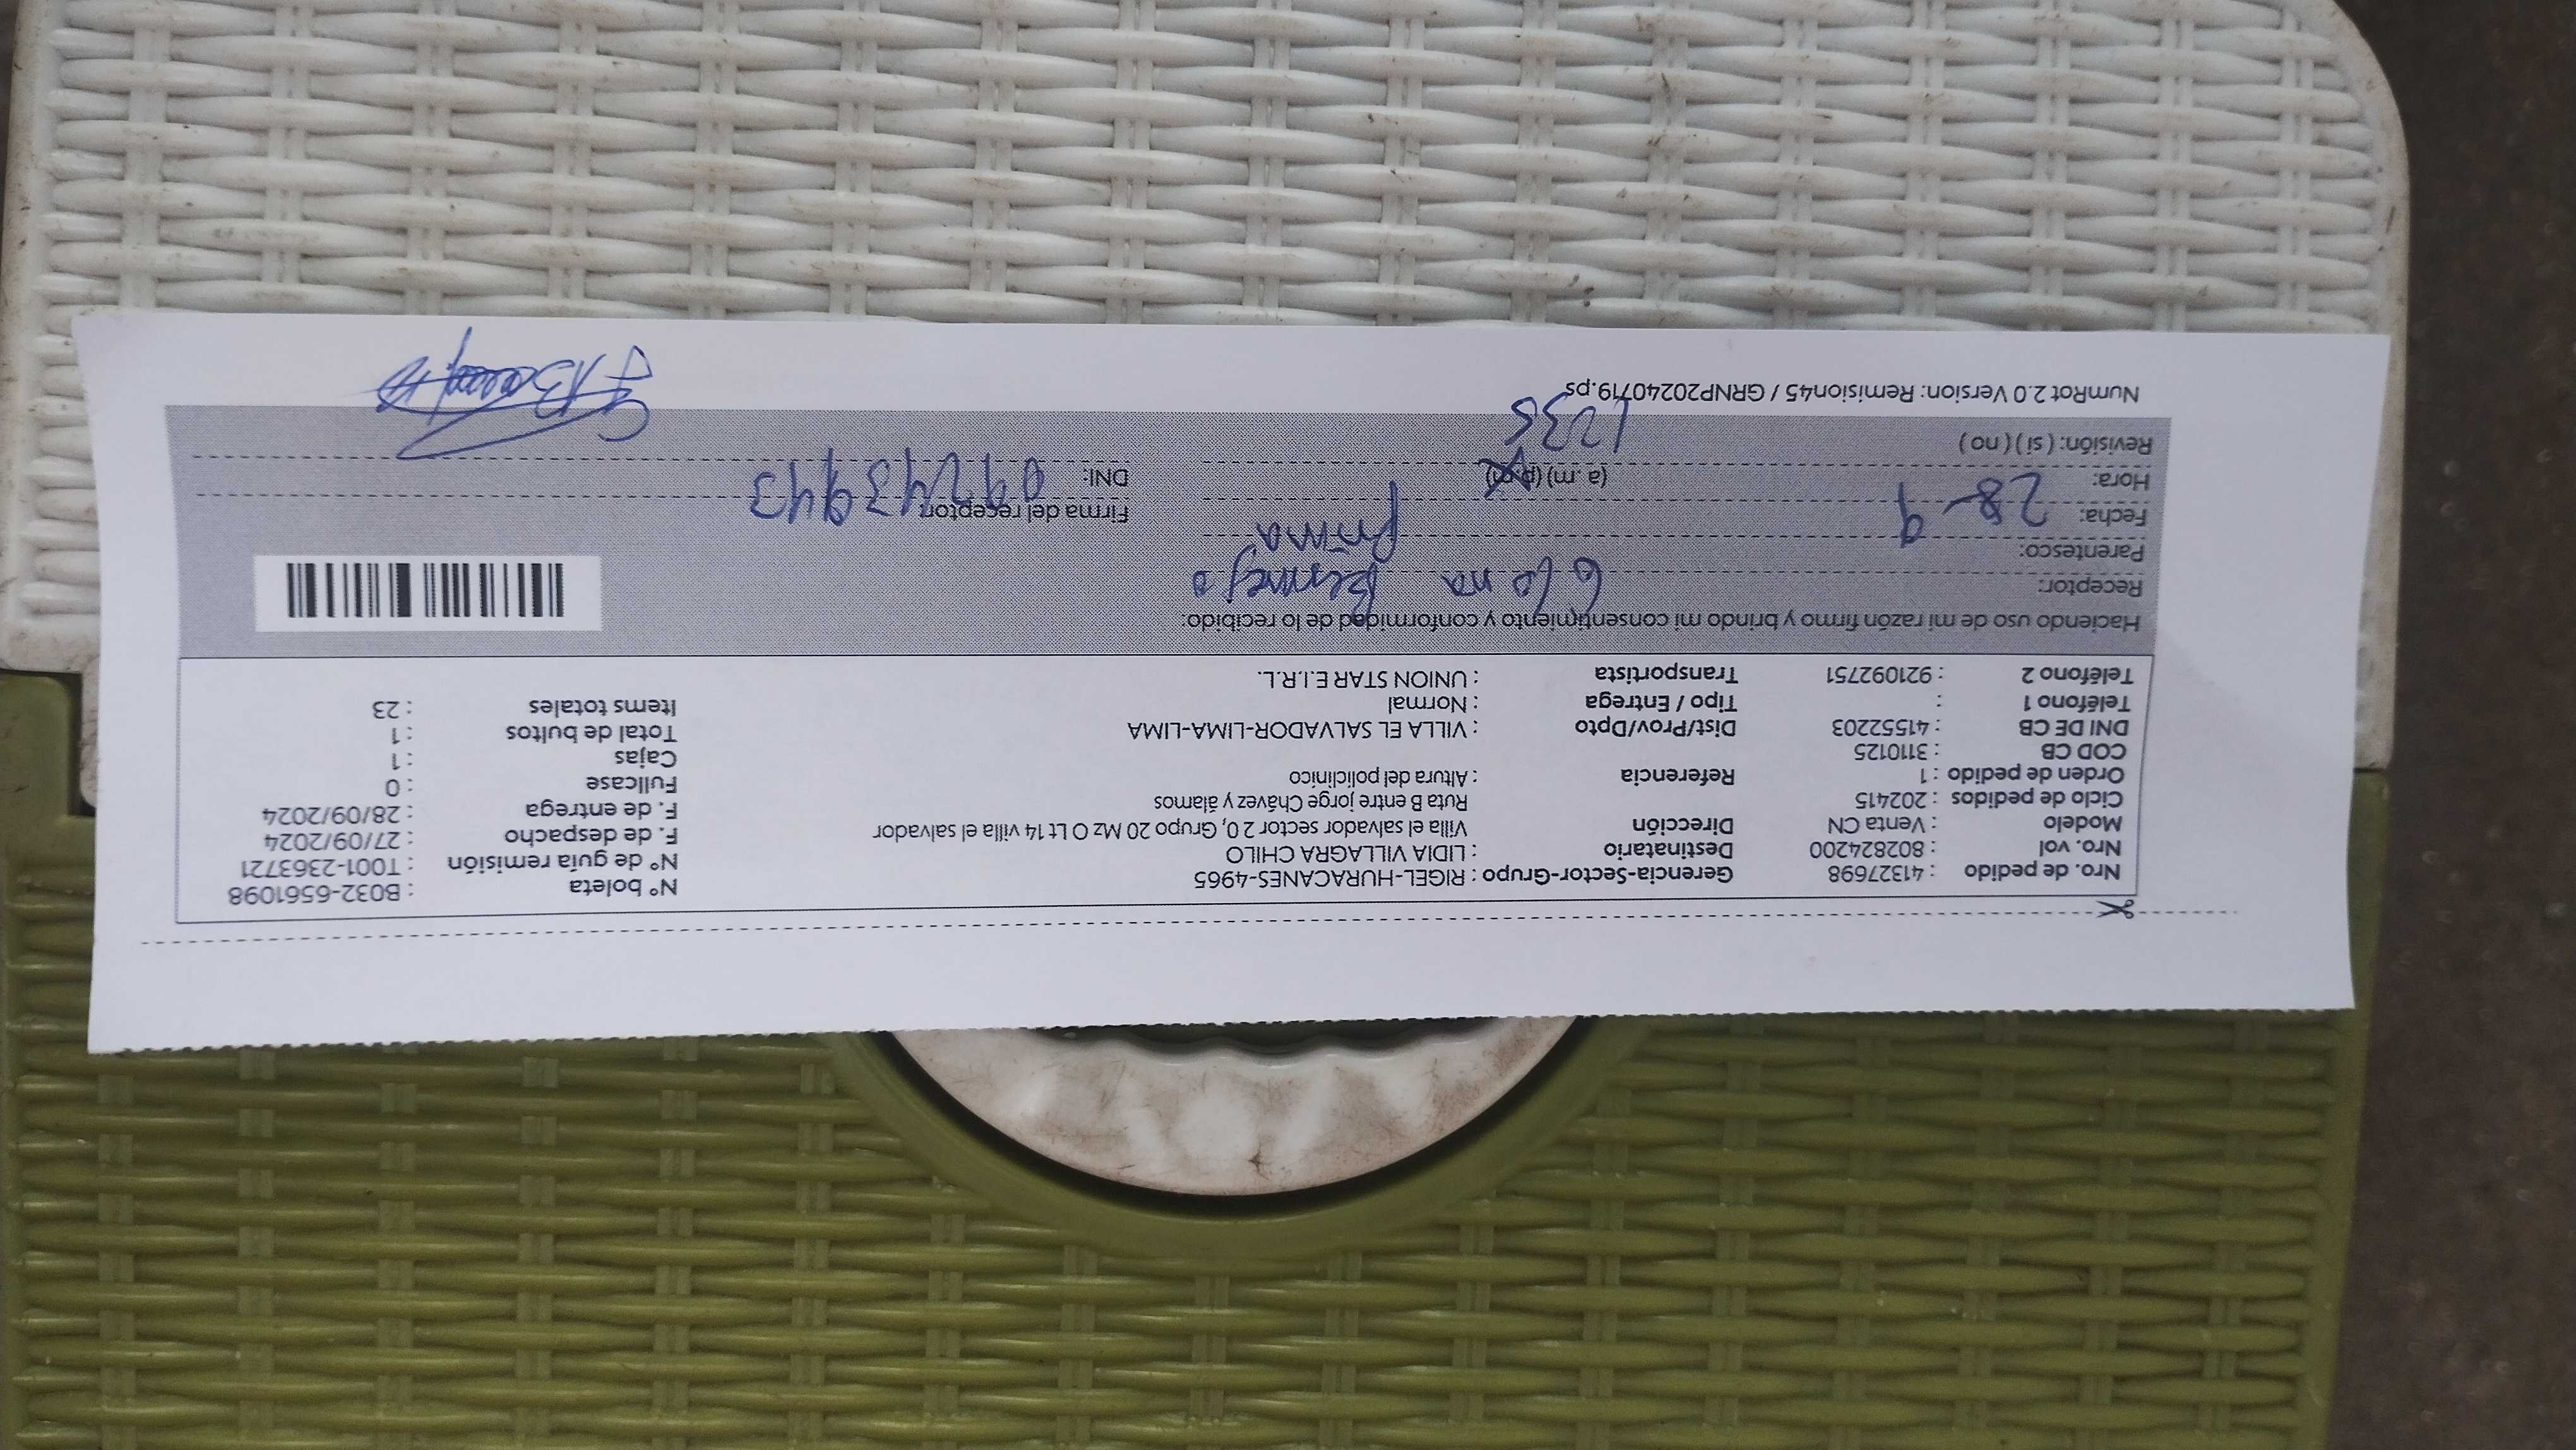 Nro. de pedido : 41327698 Gerencia-Sector-Grupo : RIGEL-HURACANES-4965 N° boleta : B032-6561098
Nro. vol : 802824200 Destinatario : LIDIA VILLAGRA CHILO N° de guía remisión : T001-2363721
Modelo : Venta CN Dirección Villa el salvador sector 2 0, Grupo 20 Mz O Lt 14 villa el salvador F. de despacho : 27/09/2024
Ciclo de pedidos : 202415 Ruta B entre jorge Chávez y álamos F. de entrega : 28/09/2024
Orden de pedido : 1 Referencia : Altura del policlínico Fullcase : 0
COD CB : 3110125 Cajas : 1
DNI DE CB : 41552203 Dist/Prov/Dpto : VILLA EL SALVADOR-LIMA-LIMA Total de bultos : 1
Teléfono 1 : Tipo / Entrega : Normal Items totales : 23
Teléfono 2 : 921092751 Transportista : UNION STAR E.I.R.L.
Haciendo uso de mi razón firmo y brindo mi consentimiento y conformidad de lo recibido:
Receptor: Bermejo
Parentesco: prima
Fecha: 28-9 Firma del receptor:
Hora: (a.m) (p.m) DNI: 09743943
Revisión: ( si ) ( no ) 1235
NumRot 2.0 Version: Remision45 / GRNP20240719.ps